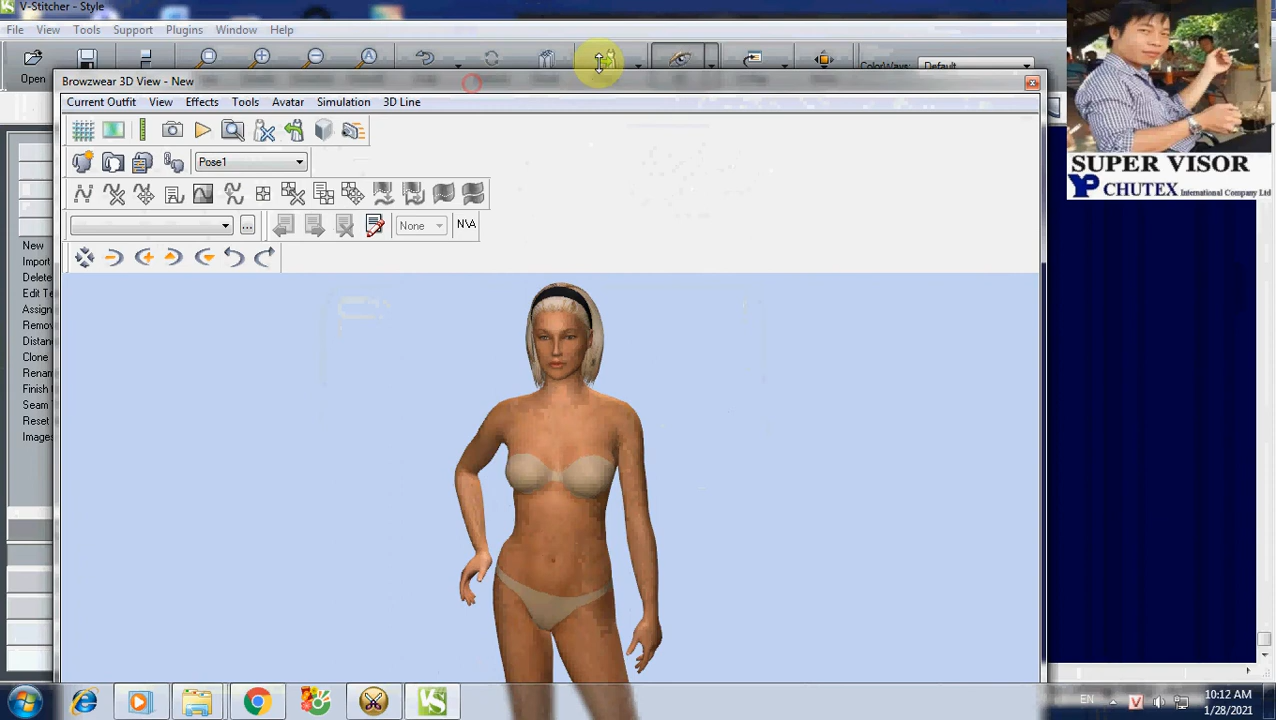 V-Stitcher - Style
File View Tools Support Plugins Window Help
Open
Default
Browzwear 3D View - New
Current Outfit View Effects Tools Avatar Simulation 3D Line
Pose1
None
N\A
New
Import
Delete
Edit Te
Assign
Remov
Distan
Clone
Renam
Finish
Seam
Reset
Images
SUPER VISOR
CHUTEX International Company Ltd
EN
V
10:12 AM
1/28/2021